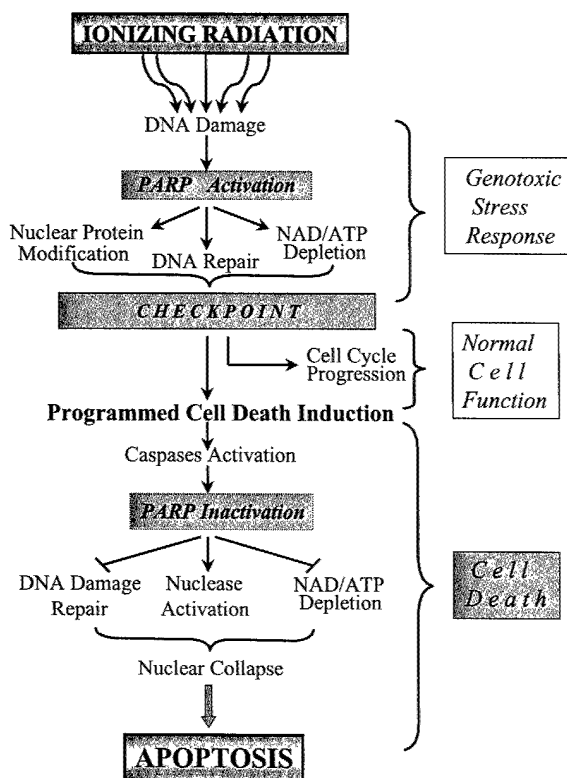 IONIZING RADIATION
DNA Damage
PARP Activation
Genotoxic
Stress
Response
Nuclear Protein
Modification
DNA Repair
NAD/ATP
Depletion
CHECKPOINT
Cell Cycle
Progression
Normal
Cell
Function
Programmed Cell Death Induction
Caspases Activation
PARP Inactivation
DNA Damage
Repair
Nuclease
Activation
NAD/ATP
Depletion
Cell
Death
Nuclear Collapse
APOPTOSIS